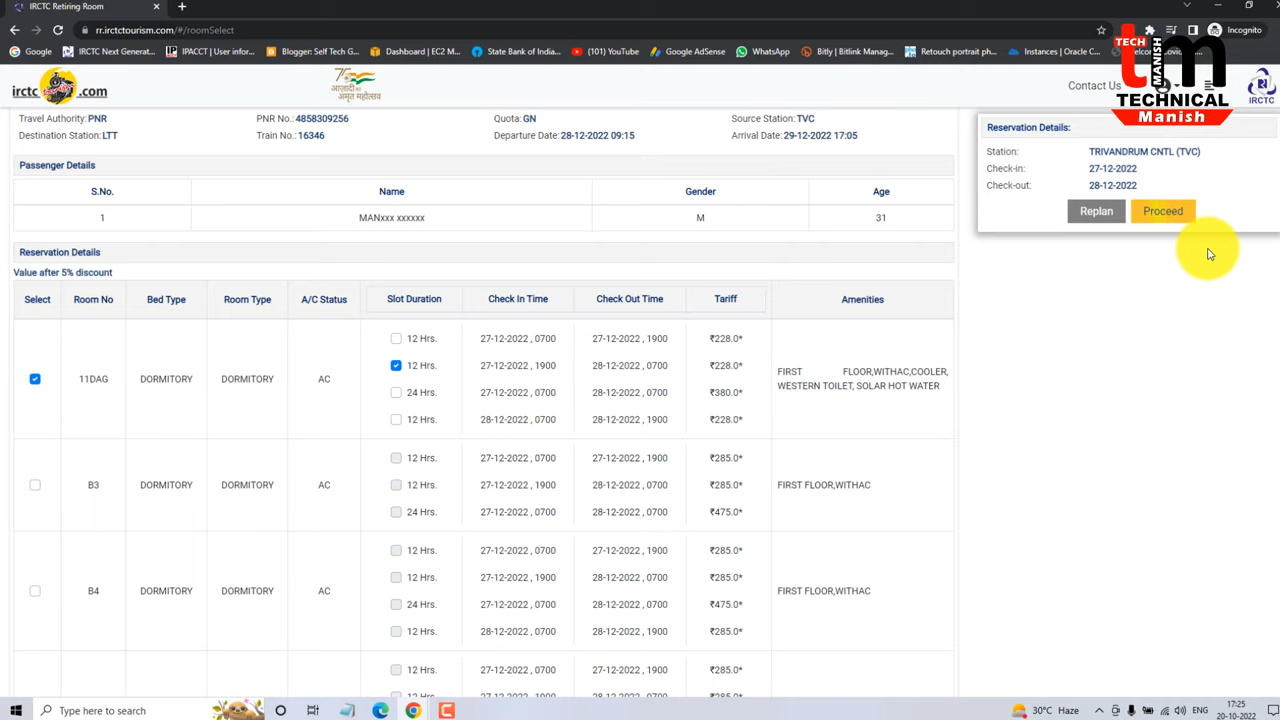 IRCTC Retiring Room
rr.irctctourism.com/#/roomSelect
Incognito
Google
IRCTC Next General...
IPACCT | User infor...
Blogger: Self Tech G...
Dashboard | EC2 M...
State Bank of India...
(101) YouTube
Google AdSense
WhatsApp
Bitly | Bitlink Manag...
Retouch portrait ph...
Instances | Oracle C...
irctc
.com
आज़ादी का
अमृत महोत्सव
Contact Us
TECH
MANISH
tm
TECHNICAL
Manish
IRCTC
Travel Authority: PNR
PNR No.: 4858309256
Quota: GN
Source Station: TVC
Destination Station: LTT
Train No.: 16346
Departure Date: 28-12-2022 09:15
Arrival Date: 29-12-2022 17:05
Passenger Details
S.No. Name Gender Age
1 MANxxx xxxxxx M 31
Reservation Details
Value after 5% discount
Select Room No Bed Type Room Type A/C Status Slot Duration Check In Time Check Out Time Tariff Amenities
12 Hrs. 27-12-2022 , 0700 27-12-2022 , 1900 ₹228.0*
11DAG DORMITORY DORMITORY AC 12 Hrs. 27-12-2022 , 1900 28-12-2022 , 0700 ₹228.0* FIRST FLOOR,WITHAC,COOLER,
WESTERN TOILET, SOLAR HOT WATER
24 Hrs. 27-12-2022 , 0700 28-12-2022 , 0700 ₹380.0*
12 Hrs. 28-12-2022 , 0700 28-12-2022 , 1900 ₹228.0*
12 Hrs. 27-12-2022 , 0700 27-12-2022 , 1900 ₹285.0*
B3 DORMITORY DORMITORY AC 12 Hrs. 27-12-2022 , 1900 28-12-2022 , 0700 ₹285.0* FIRST FLOOR,WITHAC
24 Hrs. 27-12-2022 , 0700 28-12-2022 , 0700 ₹475.0*
12 Hrs. 27-12-2022 , 0700 27-12-2022 , 1900 ₹285.0*
12 Hrs. 27-12-2022 , 1900 28-12-2022 , 0700 ₹285.0*
B4 DORMITORY DORMITORY AC FIRST FLOOR,WITHAC
24 Hrs. 27-12-2022 , 0700 28-12-2022 , 0700 ₹475.0*
12 Hrs. 28-12-2022 , 0700 28-12-2022 , 1900 ₹285.0*
12 Hrs. 27-12-2022 , 0700 27-12-2022 , 1900 ₹285.0*
Reservation Details:
Station: TRIVANDRUM CNTL (TVC)
Check-in: 27-12-2022
Check-out: 28-12-2022
Replan Proceed
Type here to search
30°C Haze
ENG
17:25
20-10-2022